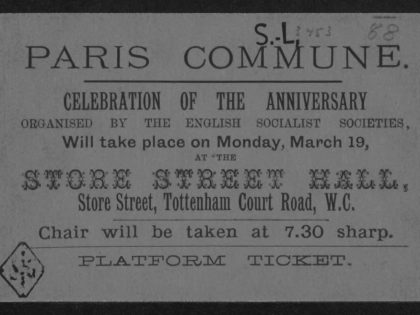 S.-L. 3453 88
PARIS COMMUNE.
CELEBRATION OF THE ANNIVERSARY
ORGANISED BY THE ENGLISH SOCIALIST SOCIETIES,
Will take place on Monday, March 19,
AT THE
STORE STREET HALL,
Store Street, Tottenham Court Road, W.C.
Chair will be taken at 7.30 sharp.
PLATFORM TICKET.